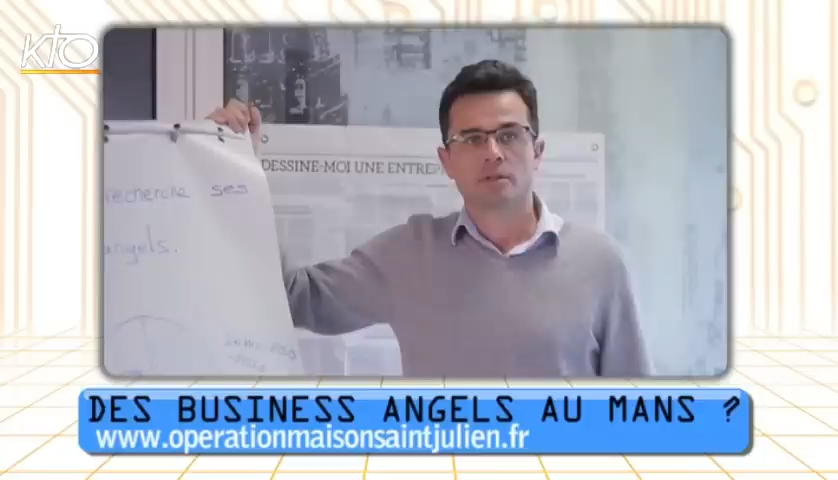 KTO
DESSINE-MOI UNE ENTREP
recherche ses
angels.
DES BUSINESS ANGELS AU MANS ?
www.operationmaisonsaintjulien.fr